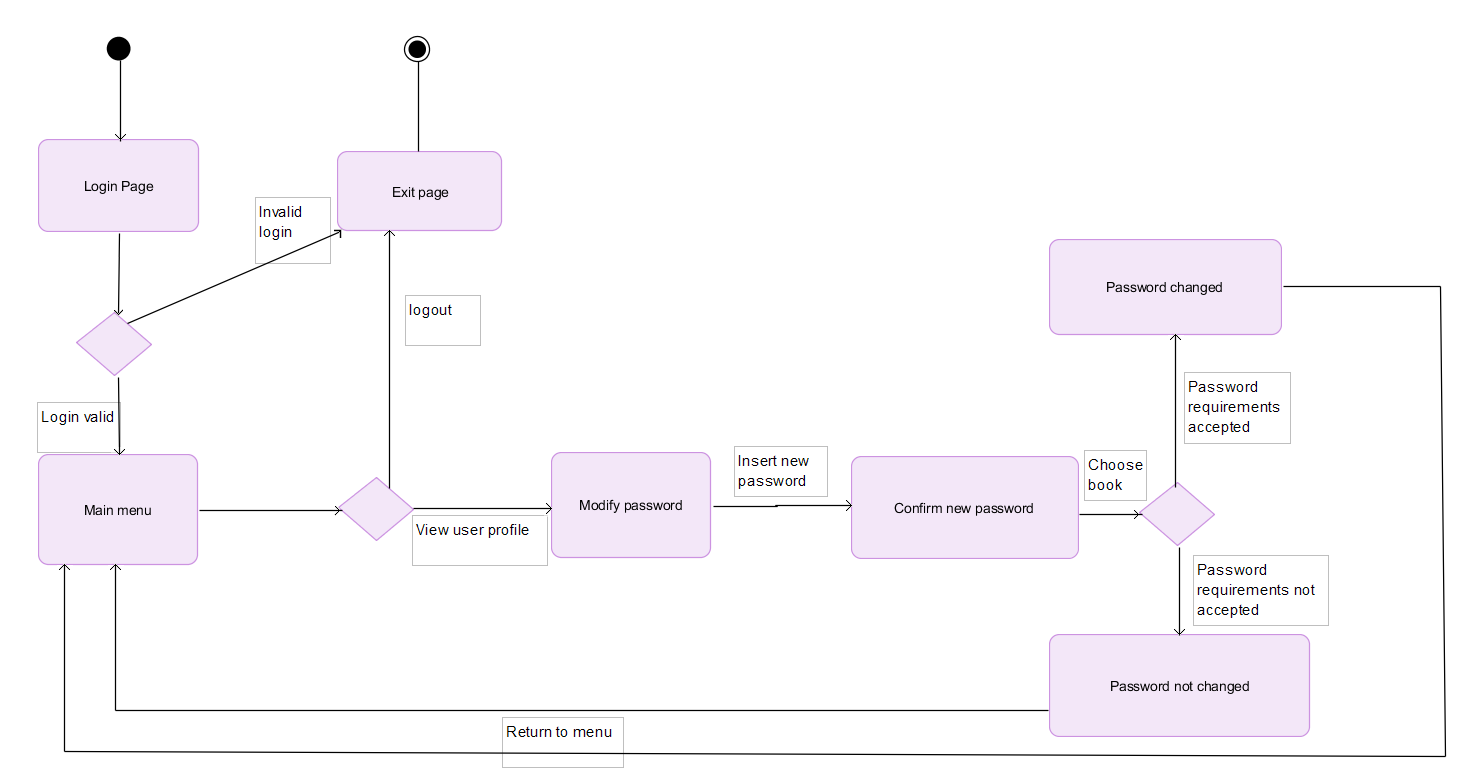 Login Page
Exit page
Invalid
login
logout
Password changed
Password
requirements
accepted
Login valid
Main menu
View user profile
Modify password
Insert new
password
Confirm new password
Choose
book
Password
requirements not
accepted
Password not changed
Return to menu